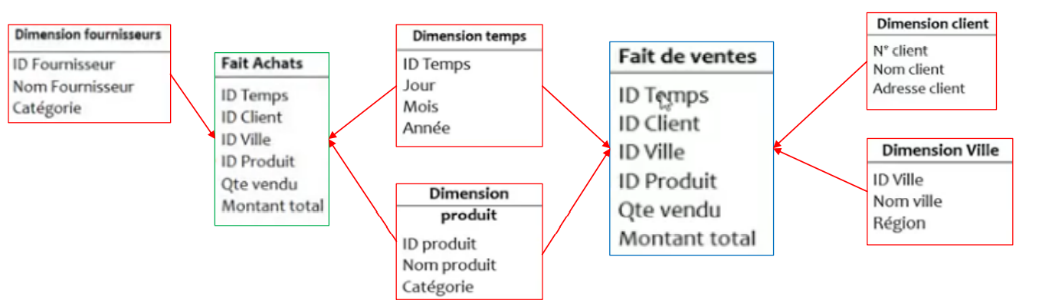 Dimension fournisseurs
ID Fournisseur
Nom Fournisseur
Catégorie
Fait Achats
ID Temps
ID Client
ID Ville
ID Produit
Qte vendu
Montant total
Dimension temps
ID Temps
Jour
Mois
Année
Dimension
produit
ID produit
Nom produit
Catégorie
Fait de ventes
ID Temps
ID Client
ID Ville
ID Produit
Qte vendu
Montant total
Dimension client
N° client
Nom client
Adresse client
Dimension Ville
ID Ville
Nom ville
Région